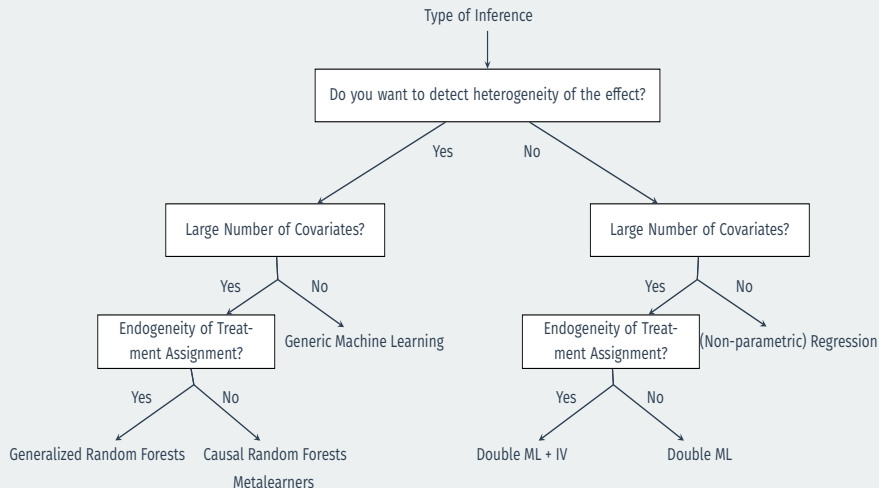 Type of Inference
Do you want to detect heterogeneity of the effect?
Yes
No
Large Number of Covariates?
Large Number of Covariates?
Yes
No
Yes
No
Endogeneity of Treat-
ment Assignment?
Generic Machine Learning
Endogeneity of Treat-
ment Assignment?
(Non-parametric) Regression
Yes
No
Yes
No
Generalized Random Forests
Causal Random Forests
Metalearners
Double ML + IV
Double ML